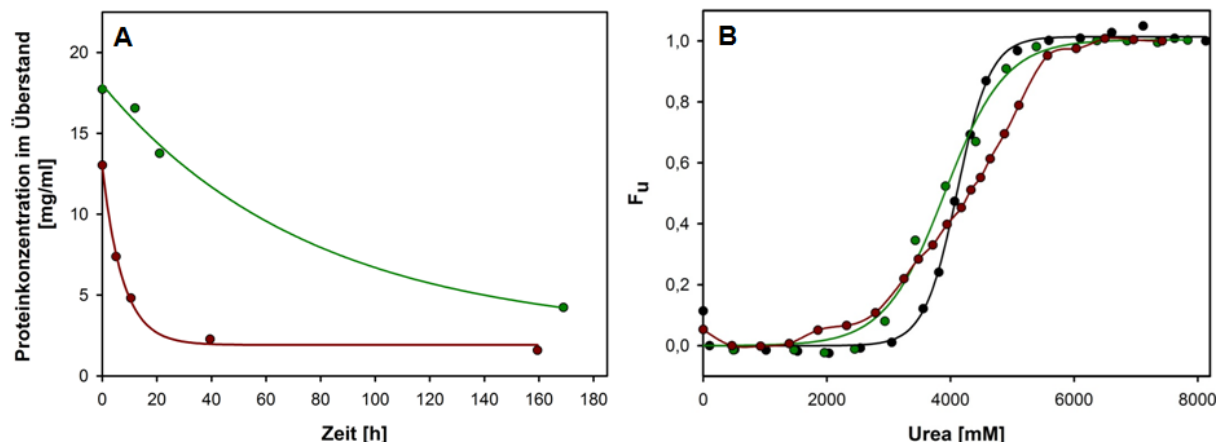 A
Proteinkonzentration im Überstand
[mg/ml]
20
15
10
5
0
0 20 40 60 80 100 120 140 160 180
Zeit [h]
B
Fu
1,0
0,8
0,6
0,4
0,2
0,0
0 2000 4000 6000 8000
Urea [mM]